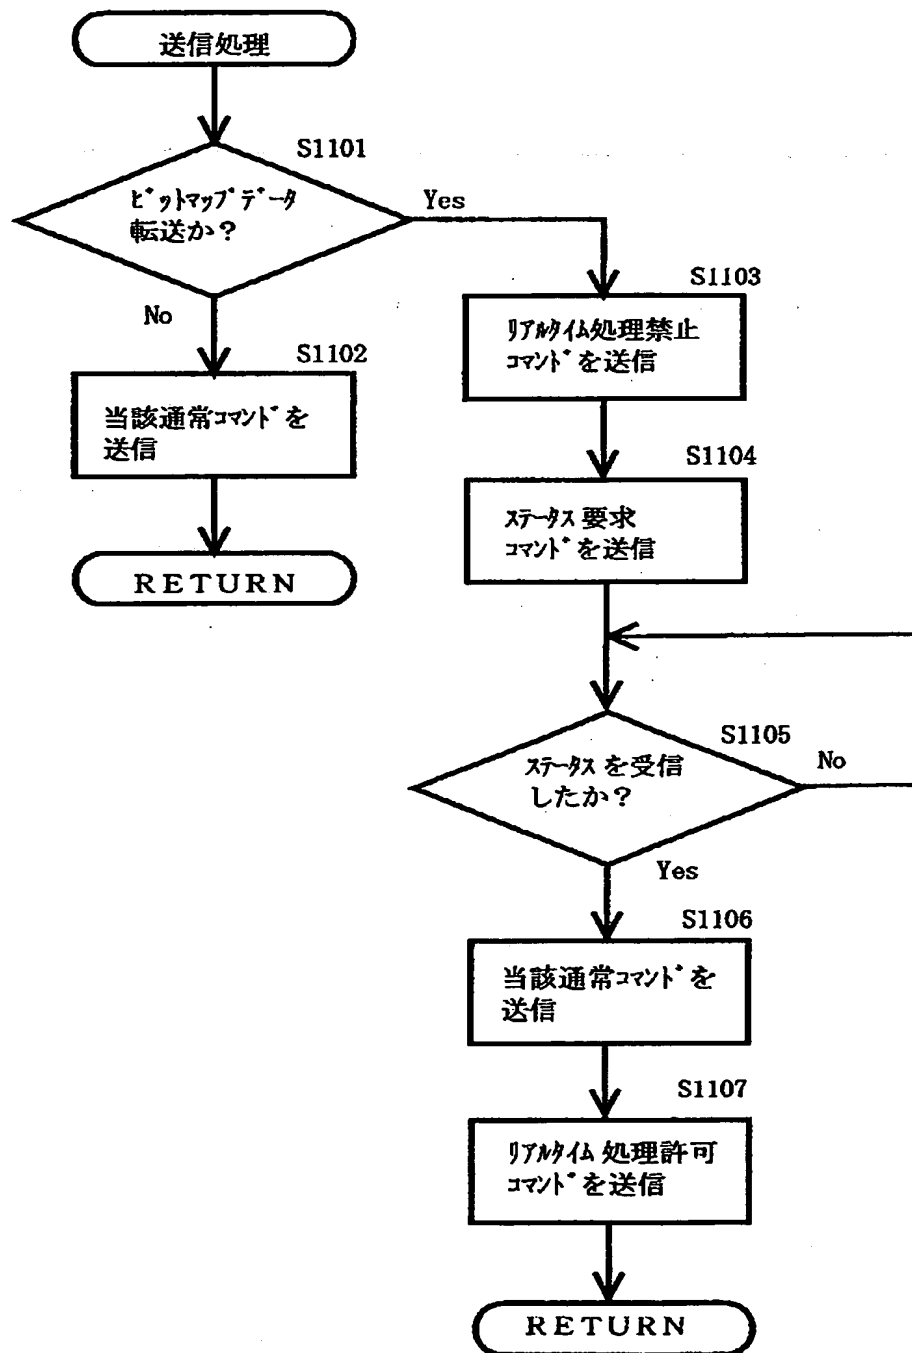 送信処理
S1101
ﾋﾞｯﾄﾏｯﾌﾟﾃﾞｰﾀ
転送か？
Yes
No
S1102
当該通常ｺﾏﾝﾄﾞを
送信
RETURN
S1103
ﾘｱﾙﾀｲﾑ処理禁止
ｺﾏﾝﾄﾞを送信
S1104
ｽﾃｰﾀｽ要求
ｺﾏﾝﾄﾞを送信
S1105
ｽﾃｰﾀｽを受信
したか？
No
Yes
S1106
当該通常ｺﾏﾝﾄﾞを
送信
S1107
ﾘｱﾙﾀｲﾑ処理許可
ｺﾏﾝﾄﾞを送信
RETURN